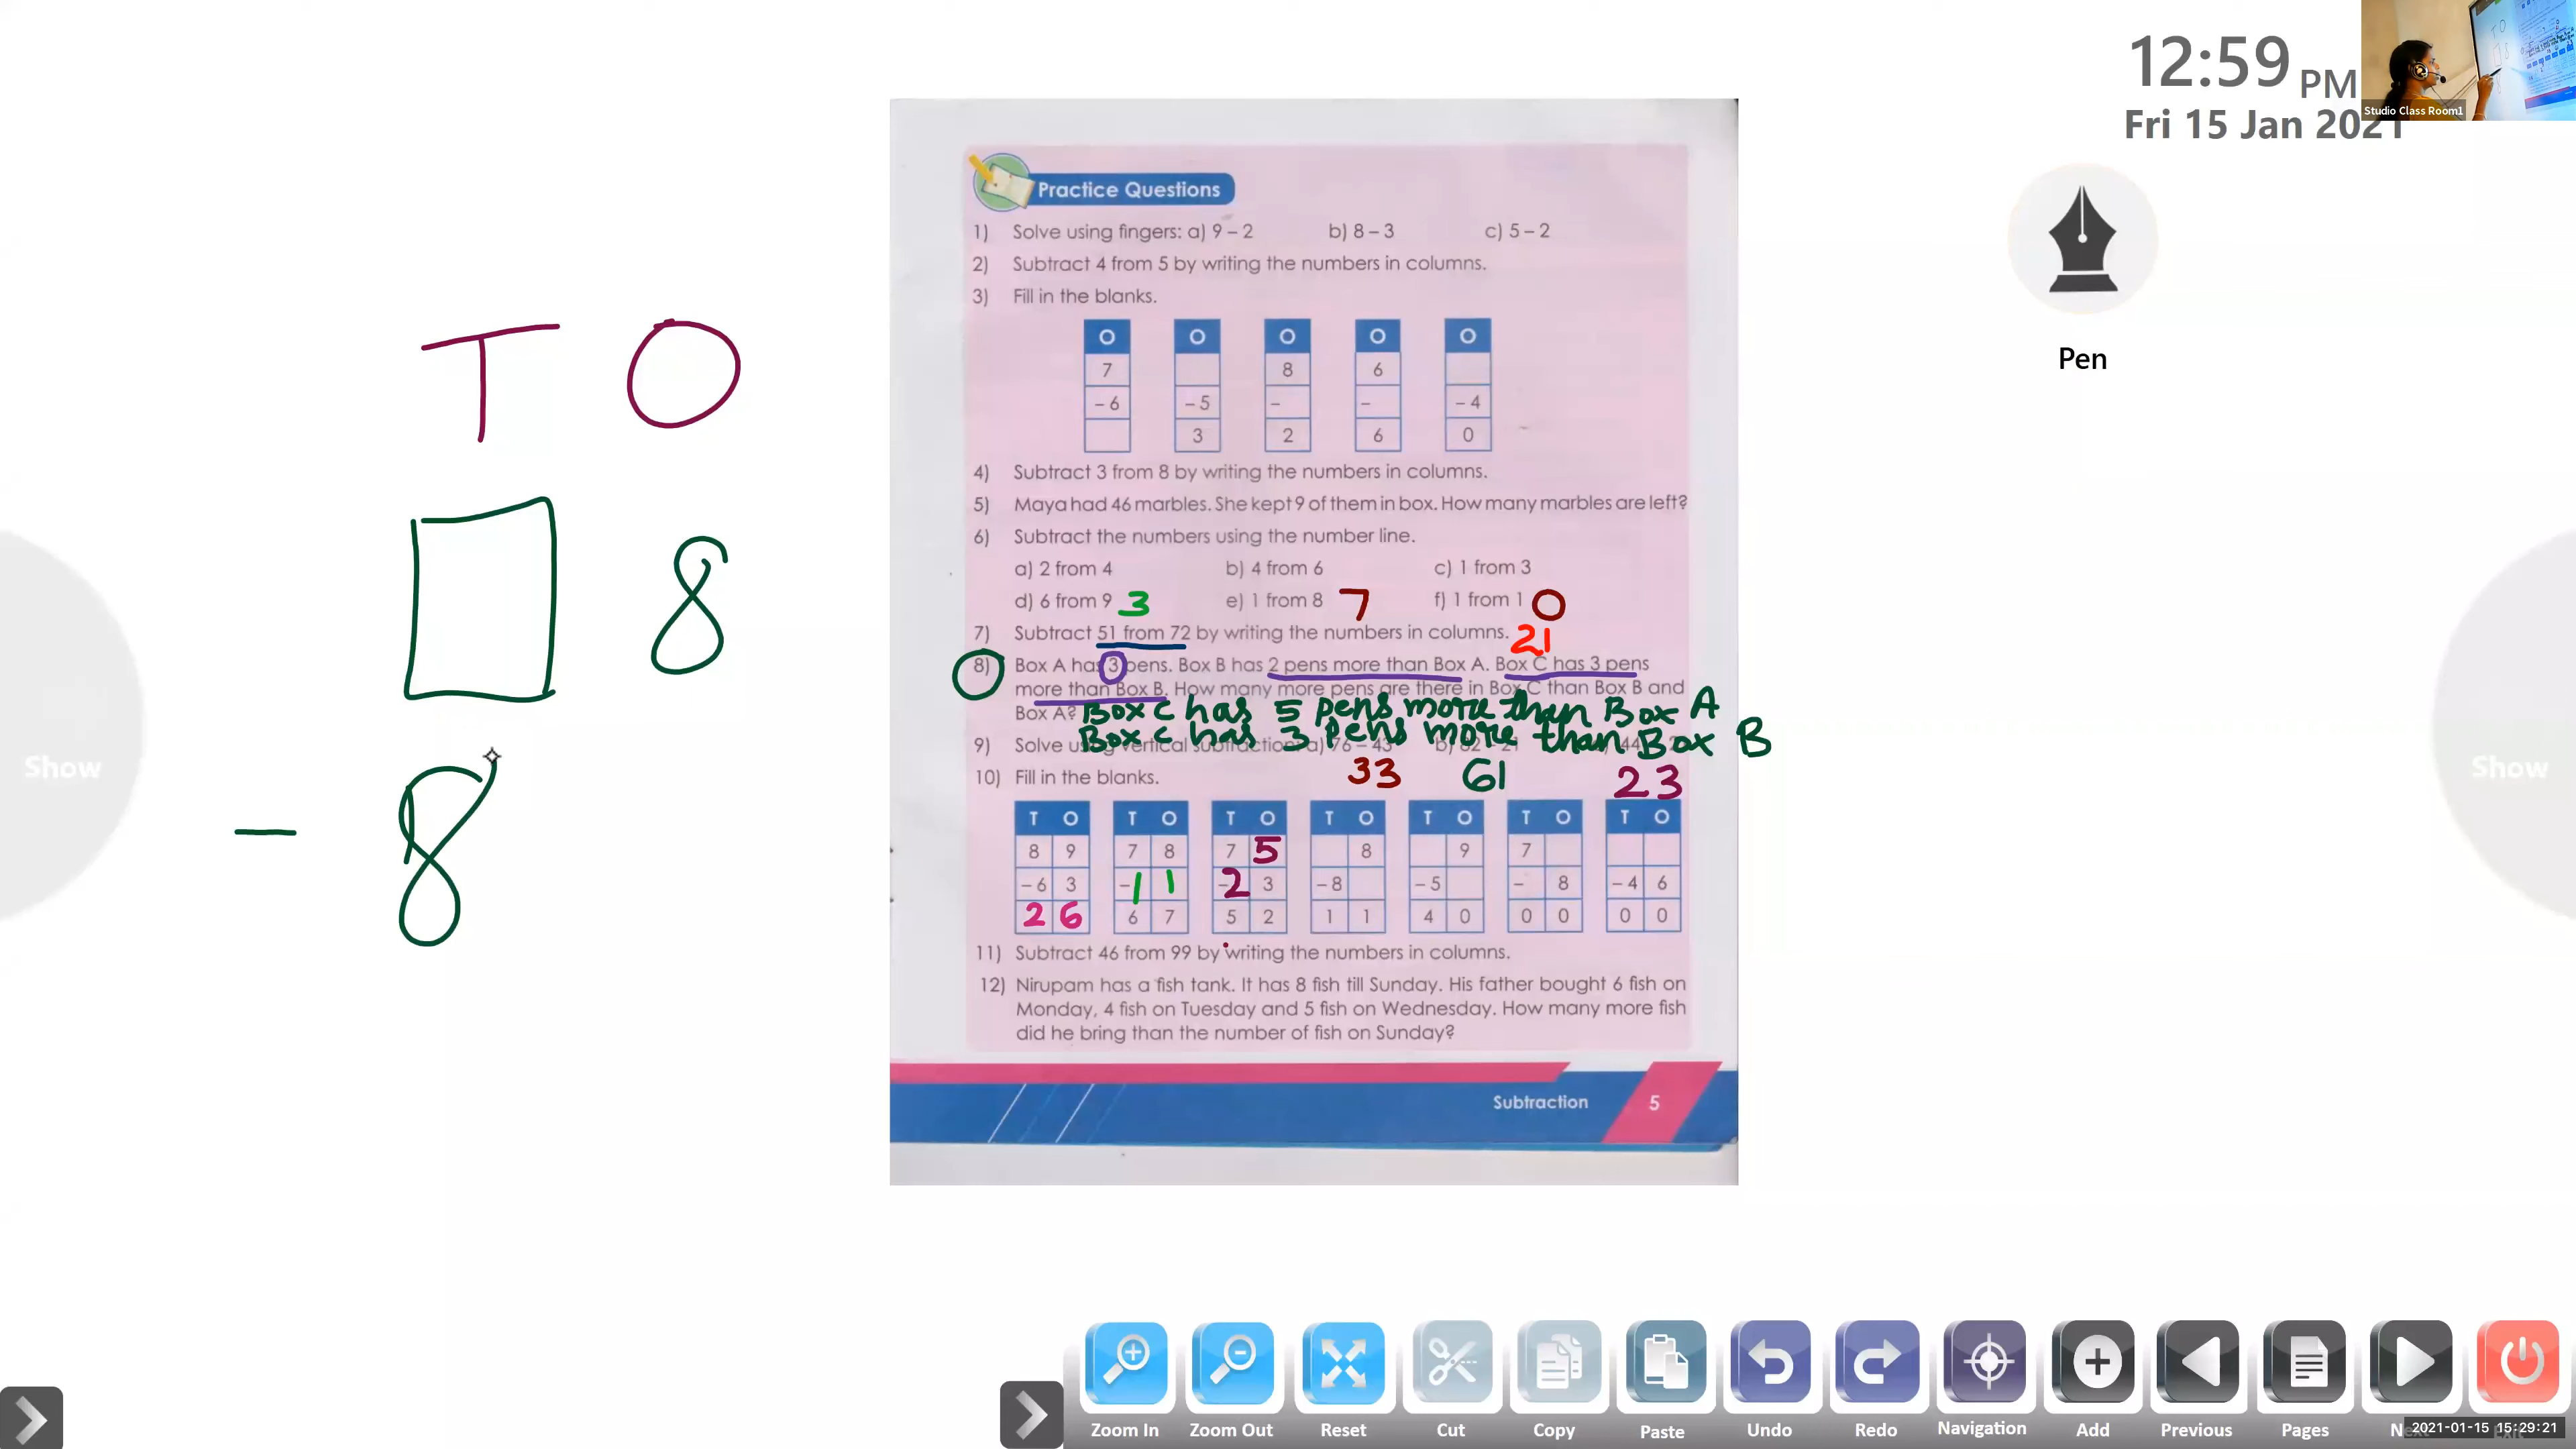 12:59 PM
Fri 15 Jan 2021
Studio Class Room1
Pen
Show
Show
T O
8
- 8
Practice Questions
1) Solve using fingers: a) 9 – 2 b) 8 – 3 c) 5 – 2
2) Subtract 4 from 5 by writing the numbers in columns.
3) Fill in the blanks.
O O O O O
7 8 6
– 6 – 5 – – – 4
3 2 6 0
4) Subtract 3 from 8 by writing the numbers in columns.
5) Maya had 46 marbles. She kept 9 of them in box. How many marbles are left?
6) Subtract the numbers using the number line.
a) 2 from 4 b) 4 from 6 c) 1 from 3
d) 6 from 9 3 e) 1 from 8 7 f) 1 from 1 0
7) Subtract 51 from 72 by writing the numbers in columns. 21
8) Box A has 3 pens. Box B has 2 pens more than Box A. Box C has 3 pens
more than Box B. How many more pens are there in Box C than Box B and
Box A? Box C has 5 pens more than Box A
Box C has 3 pens more than Box B
9) Solve using vertical subtraction: a) 76 – 43 b)
33 61 23
10) Fill in the blanks.
T O T O T O T O T O T O T O
8 9 7 8 7 5 8 9 7
– 6 3 – 1 1 – 2 3 – 8 – 5 – 8 – 4 6
2 6 6 7 5 2 1 1 4 0 0 0 0 0
11) Subtract 46 from 99 by writing the numbers in columns.
12) Nirupam has a fish tank. It has 8 fish till Sunday. His father bought 6 fish on
Monday, 4 fish on Tuesday and 5 fish on Wednesday. How many more fish
did he bring than the number of fish on Sunday?
Subtraction 5
Zoom In Zoom Out Reset Cut Copy Paste Undo Redo Navigation Add Previous Pages
2021-01-15 15:29:21